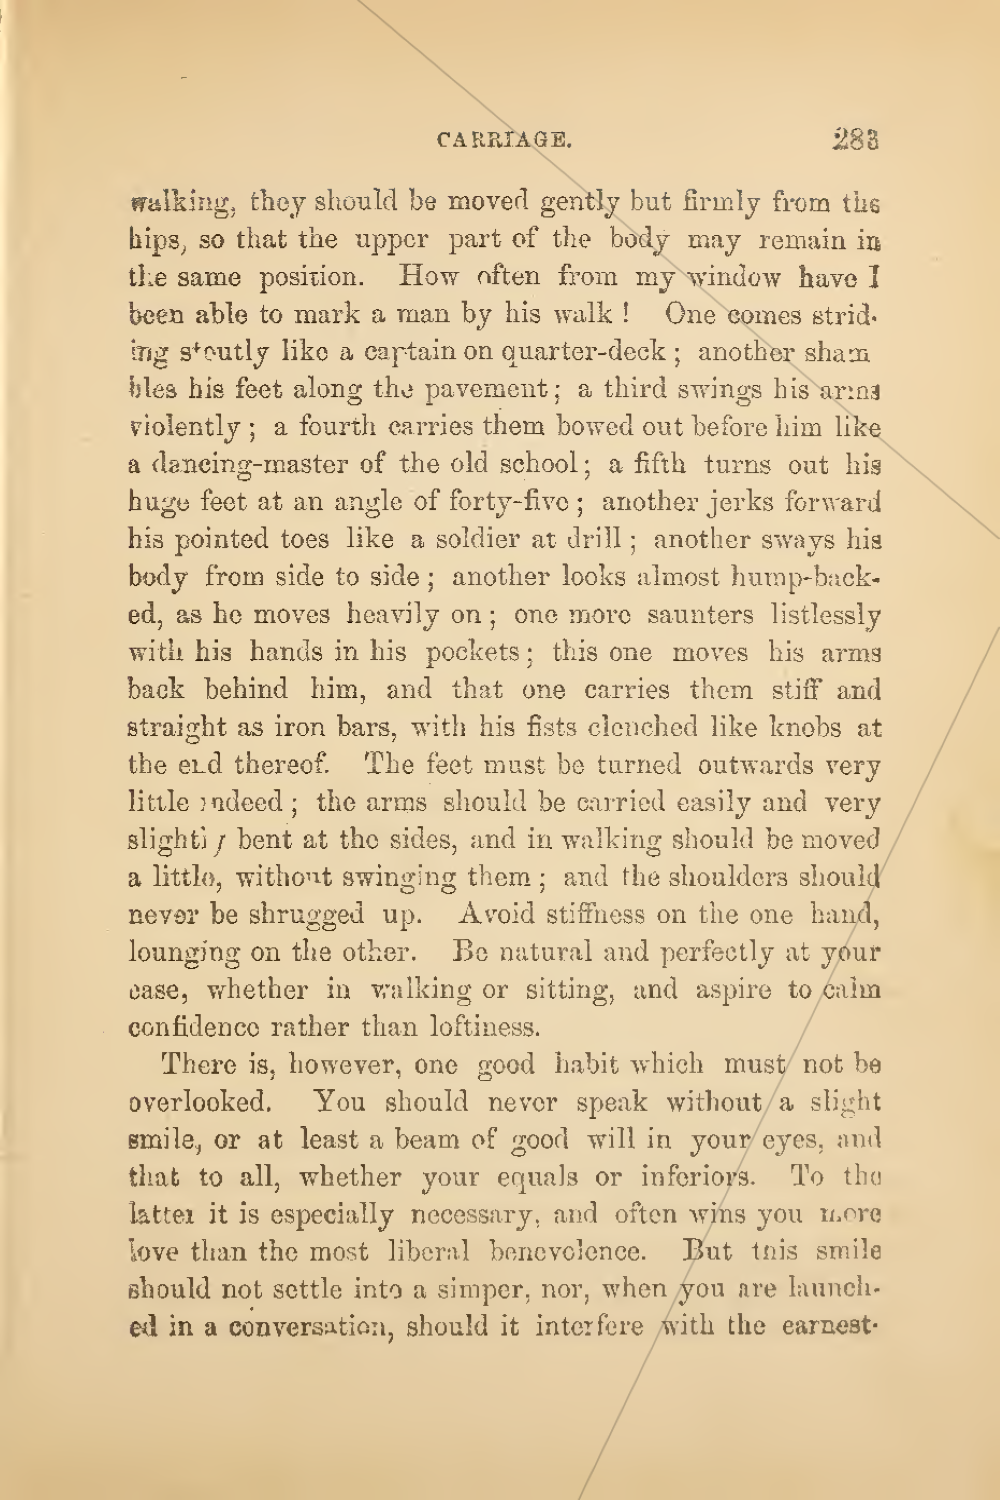 CARRIAGE. 283
walking, they should be moved gently but firmly from the
hips, so that the upper part of the body may remain in
the same position. How often from my window have I
been able to mark a man by his walk ! One comes strid-
ing stoutly like a captain on quarter-deck ; another sham
bles his feet along the pavement ; a third swings his arms
violently ; a fourth carries them bowed out before him like
a dancing-master of the old school ; a fifth turns out his
huge feet at an angle of forty-five ; another jerks forward
his pointed toes like a soldier at drill ; another sways his
body from side to side ; another looks almost hump-back-
ed, as he moves heavily on ; one more saunters listlessly
with his hands in his pockets ; this one moves his arms
back behind him, and that one carries them stiff and
straight as iron bars, with his fists clenched like knobs at
the end thereof. The feet must be turned outwards very
little indeed ; the arms should be carried easily and very
slightly bent at the sides, and in walking should be moved
a little, without swinging them ; and the shoulders should
never be shrugged up. Avoid stiffness on the one hand,
lounging on the other. Be natural and perfectly at your
ease, whether in walking or sitting, and aspire to calm
confidence rather than loftiness.
There is, however, one good habit which must not be
overlooked. You should never speak without a slight
smile, or at least a beam of good will in your eyes, and
that to all, whether your equals or inferiors. To the
latter it is especially necessary, and often wins you more
love than the most liberal benevolence. But this smile
should not settle into a simper, nor, when you are launch-
ed in a conversation, should it interfere with the earnest-